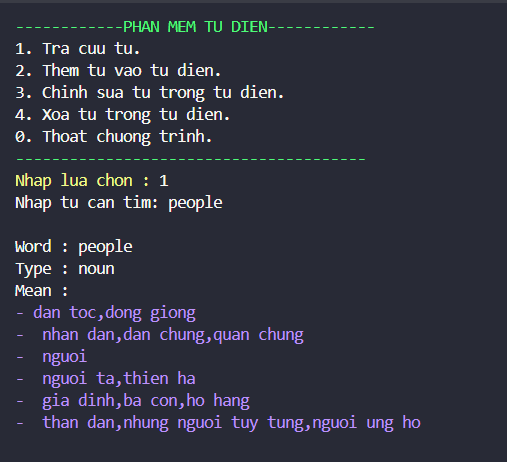 ------------PHAN MEM TU DIEN------------
1. Tra cuu tu.
2. Them tu vao tu dien.
3. Chinh sua tu trong tu dien.
4. Xoa tu trong tu dien.
0. Thoat chuong trinh.
---------------------------------------
Nhap lua chon : 1
Nhap tu can tim: people
Word : people
Type : noun
Mean :
- dan toc,dong giong
-  nhan dan,dan chung,quan chung
-  nguoi
-  nguoi ta,thien ha
-  gia dinh,ba con,ho hang
-  than dan,nhung nguoi tuy tung,nguoi ung ho